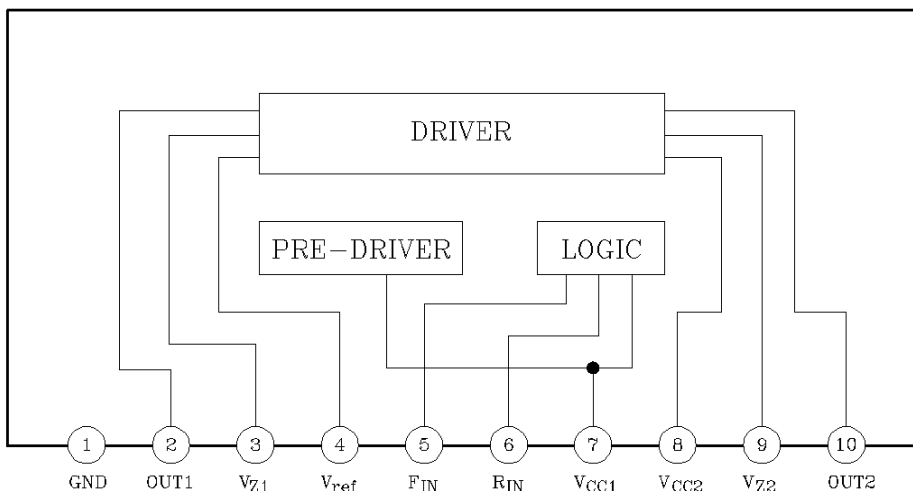 DRIVER
PRE-DRIVER LOGIC
1 2 3 4 5 6 7 8 9 10
GND OUT1 VZ1 Vref FIN RIN VCC1 VCC2 VZ2 OUT2